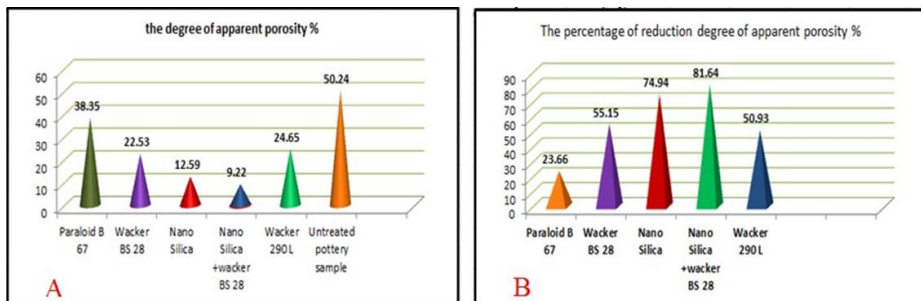 the degree of apparent porosity %
60
50
40
30
20
10
0
38.35
22.53
12.59
9.22
24.65
50.24
Paraloid B
67
Wacker
BS 28
Nano
Silica
Nano
Silica
+wacker
BS 28
Wacker
290L
Untreated
pottery
sample
A
The percentage of reduction degree of apparent porosity %
90
80
70
60
50
40
30
20
10
0
23.66
55.15
74.94
81.64
50.93
Paraloid B
67
Wacker
BS 28
Nano
Silica
Nano
Silica
+wacker
BS 28
Wacker
290L
B